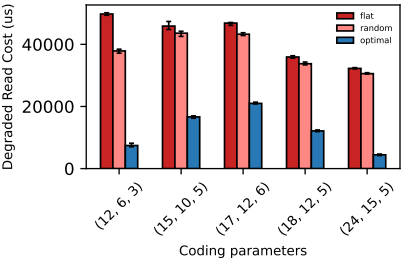 Degraded Read Cost (us)
40000
20000
0
flat
random
optimal
(12, 6, 3)
(15, 10, 5)
(17, 12, 6)
(18, 12, 5)
(24, 15, 5)
Coding parameters